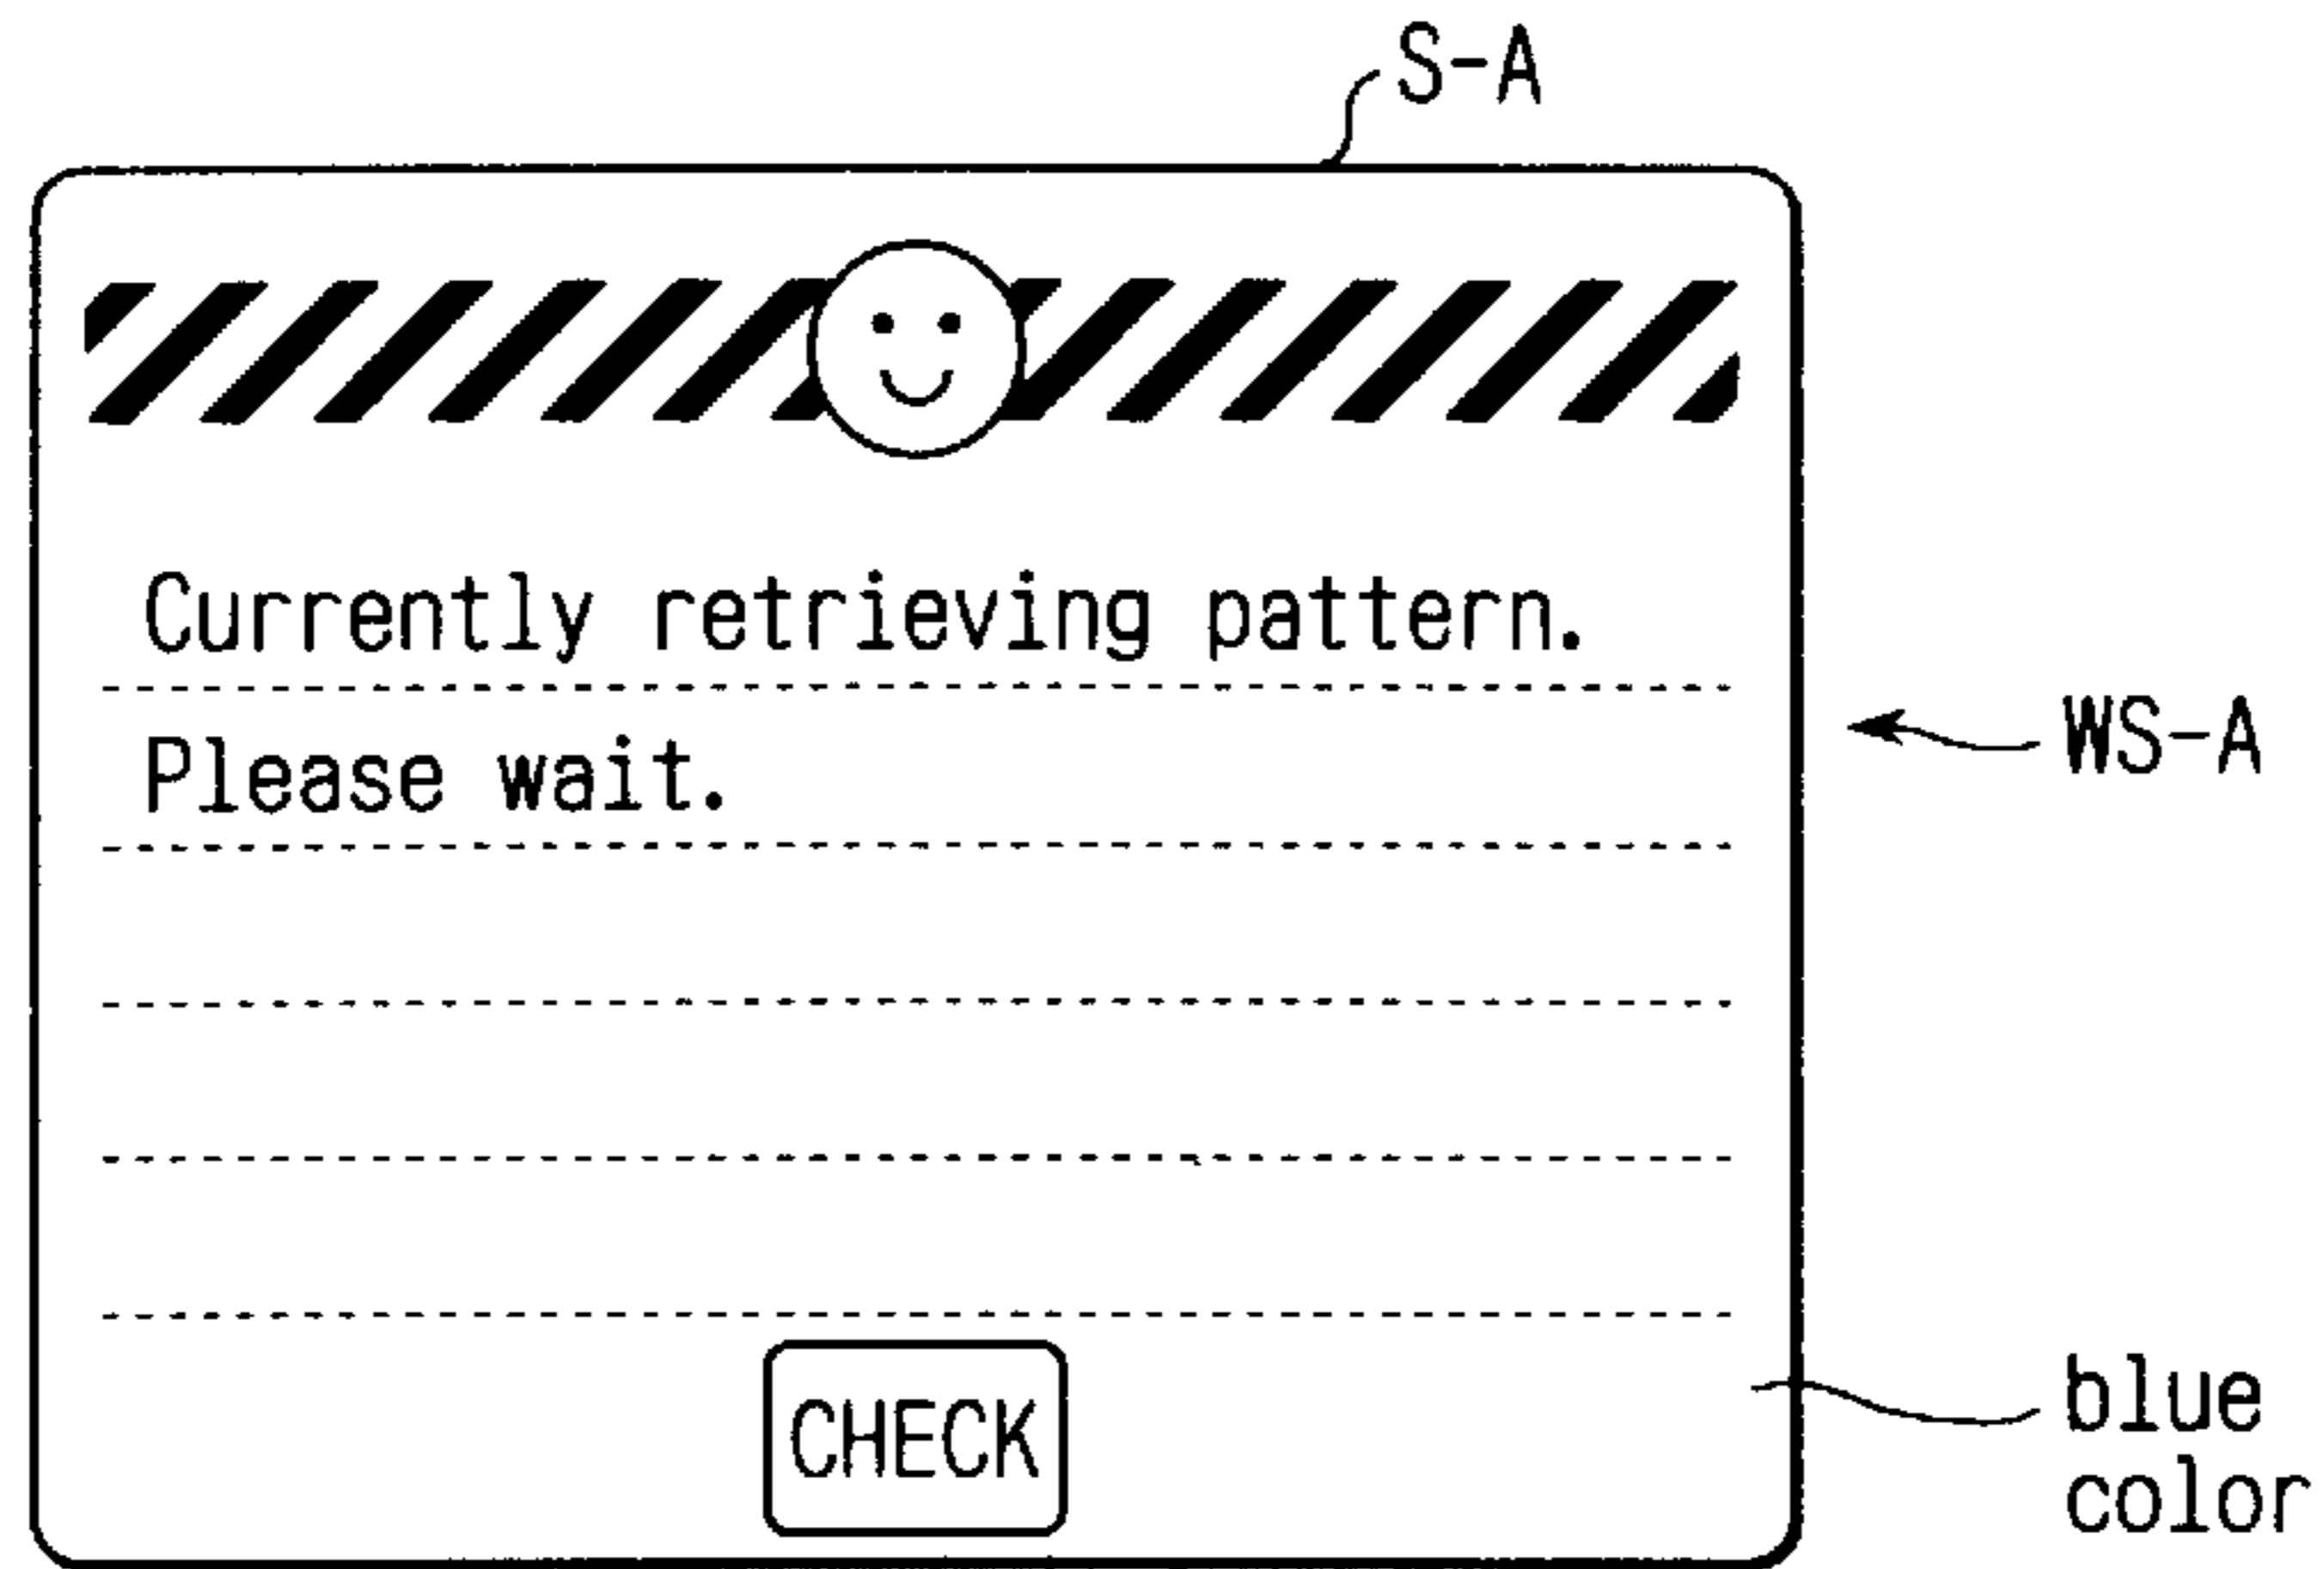 S-A
Currently retrieving pattern.
WS-A
Please wait.
blue
color
CHECK